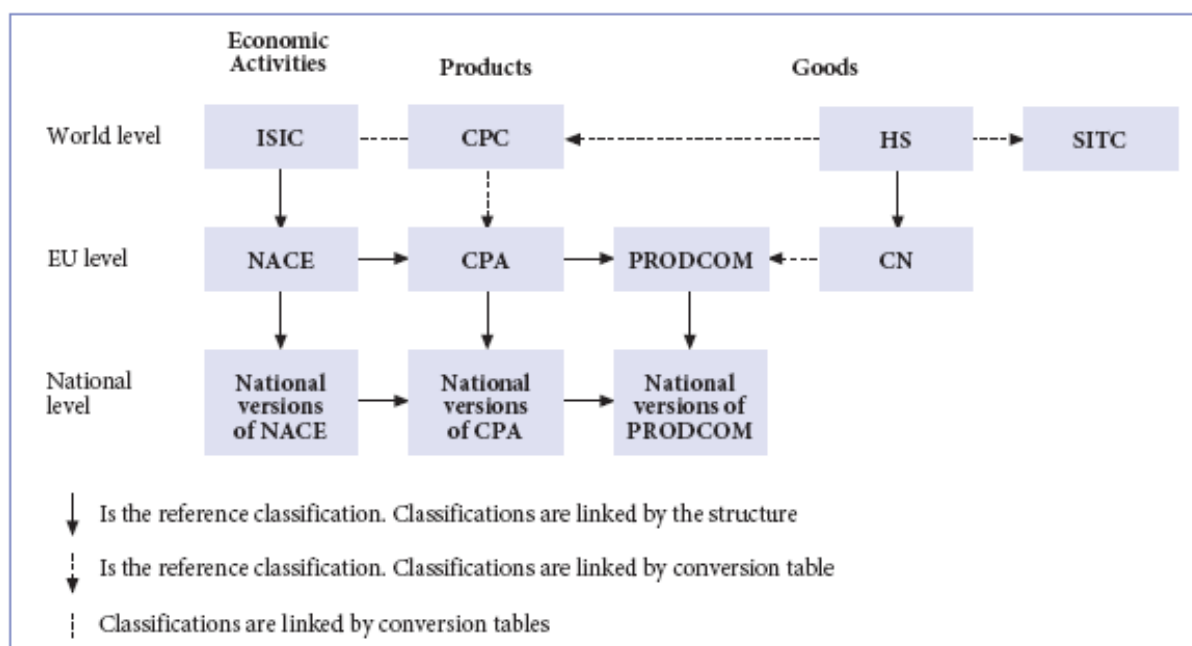 Economic
Activities
Products
Goods
World level
ISIC
CPC
HS
SITC
EU level
NACE
CPA
PRODCOM
CN
National
level
National
versions
of NACE
National
versions
of CPA
National
versions of
PRODCOM
Is the reference classification. Classifications are linked by the structure
Is the reference classification. Classifications are linked by conversion table
Classifications are linked by conversion tables